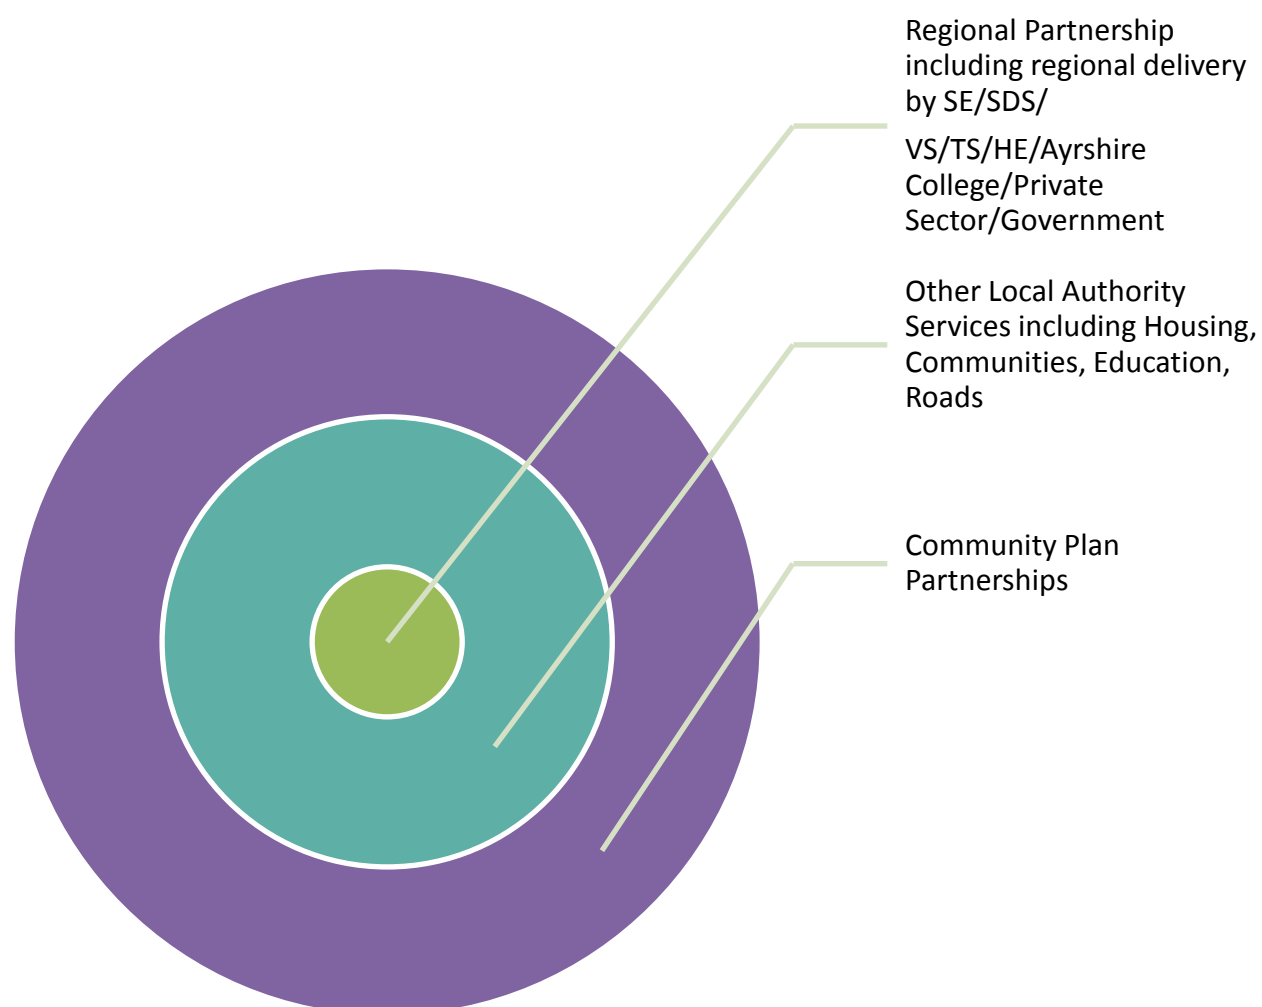 Regional Partnership
including regional delivery
by SE/SDS/
VS/TS/HE/Ayrshire
College/Private
Sector/Government
Other Local Authority
Services including Housing,
Communities, Education,
Roads
Community Plan
Partnerships